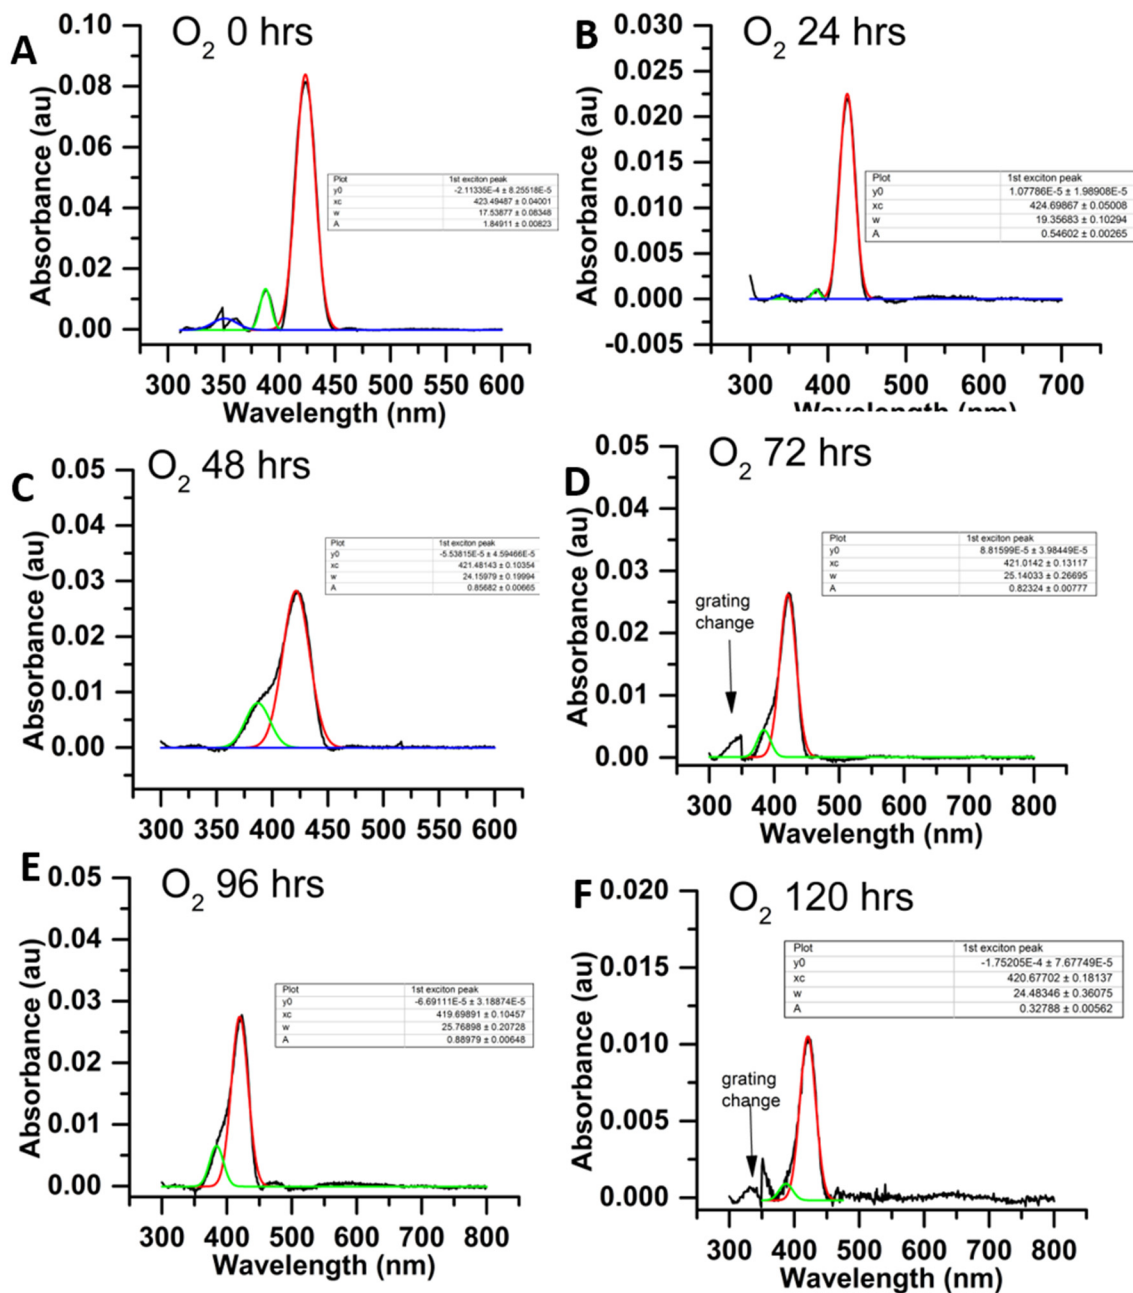 A
O2 0 hrs
Absorbance (au)
0.10
0.08
0.06
0.04
0.02
0.00
Plot 1st exciton peak
y0 -2.11335E-4 ± 8.25518E-5
xc 423.49487 ± 0.04001
w 17.53877 ± 0.08348
A 1.84911 ± 0.00823
300 350 400 450 500 550 600
Wavelength (nm)
B
O2 24 hrs
Absorbance (au)
0.030
0.025
0.020
0.015
0.010
0.005
0.000
-0.005
Plot 1st exciton peak
y0 1.07786E-5 ± 1.98908E-5
xc 424.69867 ± 0.05008
w 19.35683 ± 0.10294
A 0.54602 ± 0.00265
300 400 500 600 700
Wavelength (nm)
C
O2 48 hrs
Absorbance (au)
0.05
0.04
0.03
0.02
0.01
0.00
Plot 1st exciton peak
y0 -5.53815E-5 ± 4.59466E-5
xc 421.48143 ± 0.10354
w 24.15979 ± 0.19994
A 0.85682 ± 0.00665
300 350 400 450 500 550 600
D
O2 72 hrs
Absorbance (au)
0.05
0.04
0.03
0.02
0.01
0.00
Plot 1st exciton peak
y0 8.81599E-5 ± 3.98449E-5
xc 421.0142 ± 0.13117
w 25.14033 ± 0.26695
A 0.82324 ± 0.00777
grating
change
300 400 500 600 700 800
Wavelength (nm)
E
O2 96 hrs
Absorbance (au)
0.05
0.04
0.03
0.02
0.01
0.00
Plot 1st exciton peak
y0 -6.69111E-5 ± 3.18874E-5
xc 419.69891 ± 0.10457
w 25.76898 ± 0.20728
A 0.88979 ± 0.00648
300 400 500 600 700 800
Wavelength (nm)
F
O2 120 hrs
Absorbance (au)
0.020
0.015
0.010
0.005
0.000
Plot 1st exciton peak
y0 -1.75205E-4 ± 7.67749E-5
xc 420.67702 ± 0.18137
w 24.48346 ± 0.36075
A 0.32788 ± 0.00562
grating
change
300 400 500 600 700 800
Wavelength (nm)